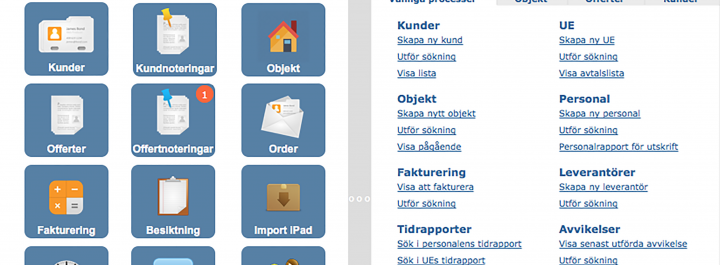 Kunder
Kundnoteringar
Objekt
Offerter
1
Offertnoteringar
Order
Fakturering
Besiktning
Import iPad
Vanliga processer
Objekt
Offerter
Kunder
Kunder
Skapa ny kund
Utför sökning
Visa lista
UE
Skapa ny UE
Utför sökning
Visa avtalslista
Objekt
Skapa nytt objekt
Utför sökning
Visa pågående
Personal
Skapa ny personal
Utför sökning
Personalrapport för utskrift
Fakturering
Visa att fakturera
Utför sökning
Leverantörer
Skapa ny leverantör
Utför sökning
Tidrapporter
Sök i personalens tidrapport
Sök i UEs tidrapport
Avvikelser
Visa senast utförda avvikelse
Utför sökning